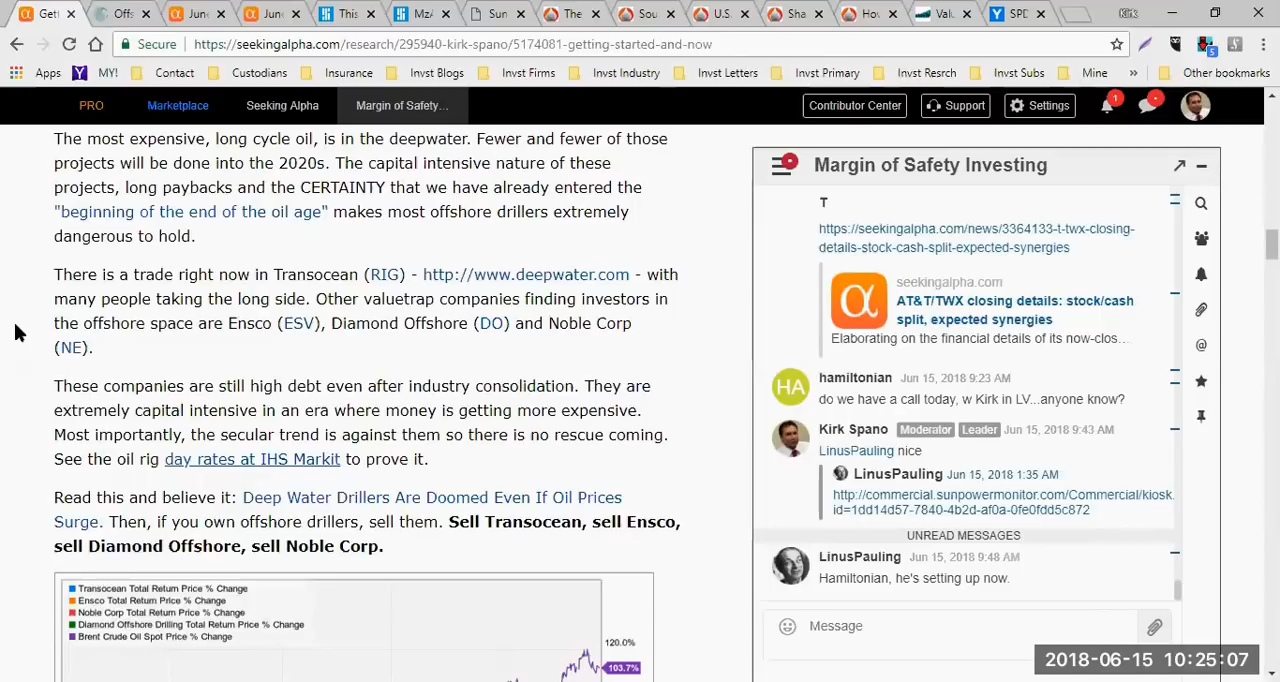 Get
Offs
June
June
This
MzA
Sun
The
Sou
U.S.
Sha
Hov
Valu
SPD
Kirk
Secure
https://seekingalpha.com/research/295940-kirk-spano/5174081-getting-started-and-now
Apps MY! Contact Custodians Insurance Invst Blogs Invst Firms Invst Industry Invst Letters Invst Primary Invst Resrch Invst Subs Mine » Other bookmarks
PRO Marketplace Seeking Alpha Margin of Safety... Contributor Center Support Settings 1
The most expensive, long cycle oil, is in the deepwater. Fewer and fewer of those
projects will be done into the 2020s. The capital intensive nature of these
projects, long paybacks and the CERTAINTY that we have already entered the
"beginning of the end of the oil age" makes most offshore drillers extremely
dangerous to hold.
There is a trade right now in Transocean (RIG) - http://www.deepwater.com - with
many people taking the long side. Other valuetrap companies finding investors in
the offshore space are Ensco (ESV), Diamond Offshore (DO) and Noble Corp
(NE).
These companies are still high debt even after industry consolidation. They are
extremely capital intensive in an era where money is getting more expensive.
Most importantly, the secular trend is against them so there is no rescue coming.
See the oil rig day rates at IHS Markit to prove it.
Read this and believe it: Deep Water Drillers Are Doomed Even If Oil Prices
Surge. Then, if you own offshore drillers, sell them. Sell Transocean, sell Ensco,
sell Diamond Offshore, sell Noble Corp.
Transocean Total Return Price % Change
Ensco Total Return Price % Change
Noble Corp Total Return Price % Change
Diamond Offshore Drilling Total Return Price % Change
Brent Crude Oil Spot Price % Change
120.0%
103.7%
Margin of Safety Investing
T
https://seekingalpha.com/news/3364133-t-twx-closing-
details-stock-cash-split-expected-synergies
seekingalpha.com
AT&T/TWX closing details: stock/cash
split, expected synergies
Elaborating on the financial details of its now-clos...
HA
hamiltonian Jun 15, 2018 9:23 AM
do we have a call today, w Kirk in LV...anyone know?
Kirk Spano Moderator Leader Jun 15, 2018 9:43 AM
LinusPauling nice
LinusPauling Jun 15, 2018 1:35 AM
http://commercial.sunpowermonitor.com/Commercial/kiosk.
id=1dd14d57-7840-4b2d-af0a-0fe0fdd5c872
UNREAD MESSAGES
LinusPauling Jun 15, 2018 9:48 AM
Hamiltonian, he's setting up now.
Message
2018-06-15 10:25:07